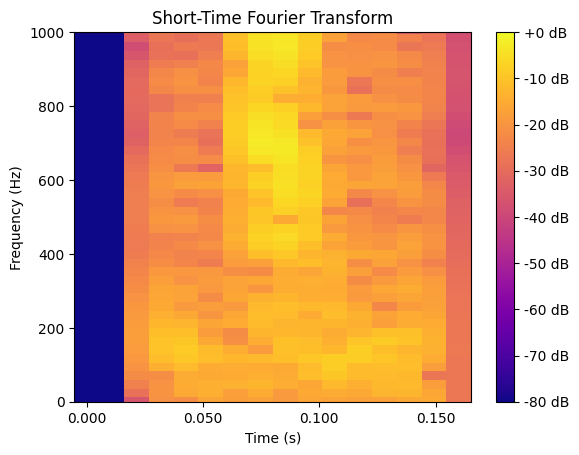 Short-Time Fourier Transform
Frequency (Hz)
1000
800
600
400
200
0
0.000
0.050
0.100
0.150
Time (s)
+0 dB
-10 dB
-20 dB
-30 dB
-40 dB
-50 dB
-60 dB
-70 dB
-80 dB